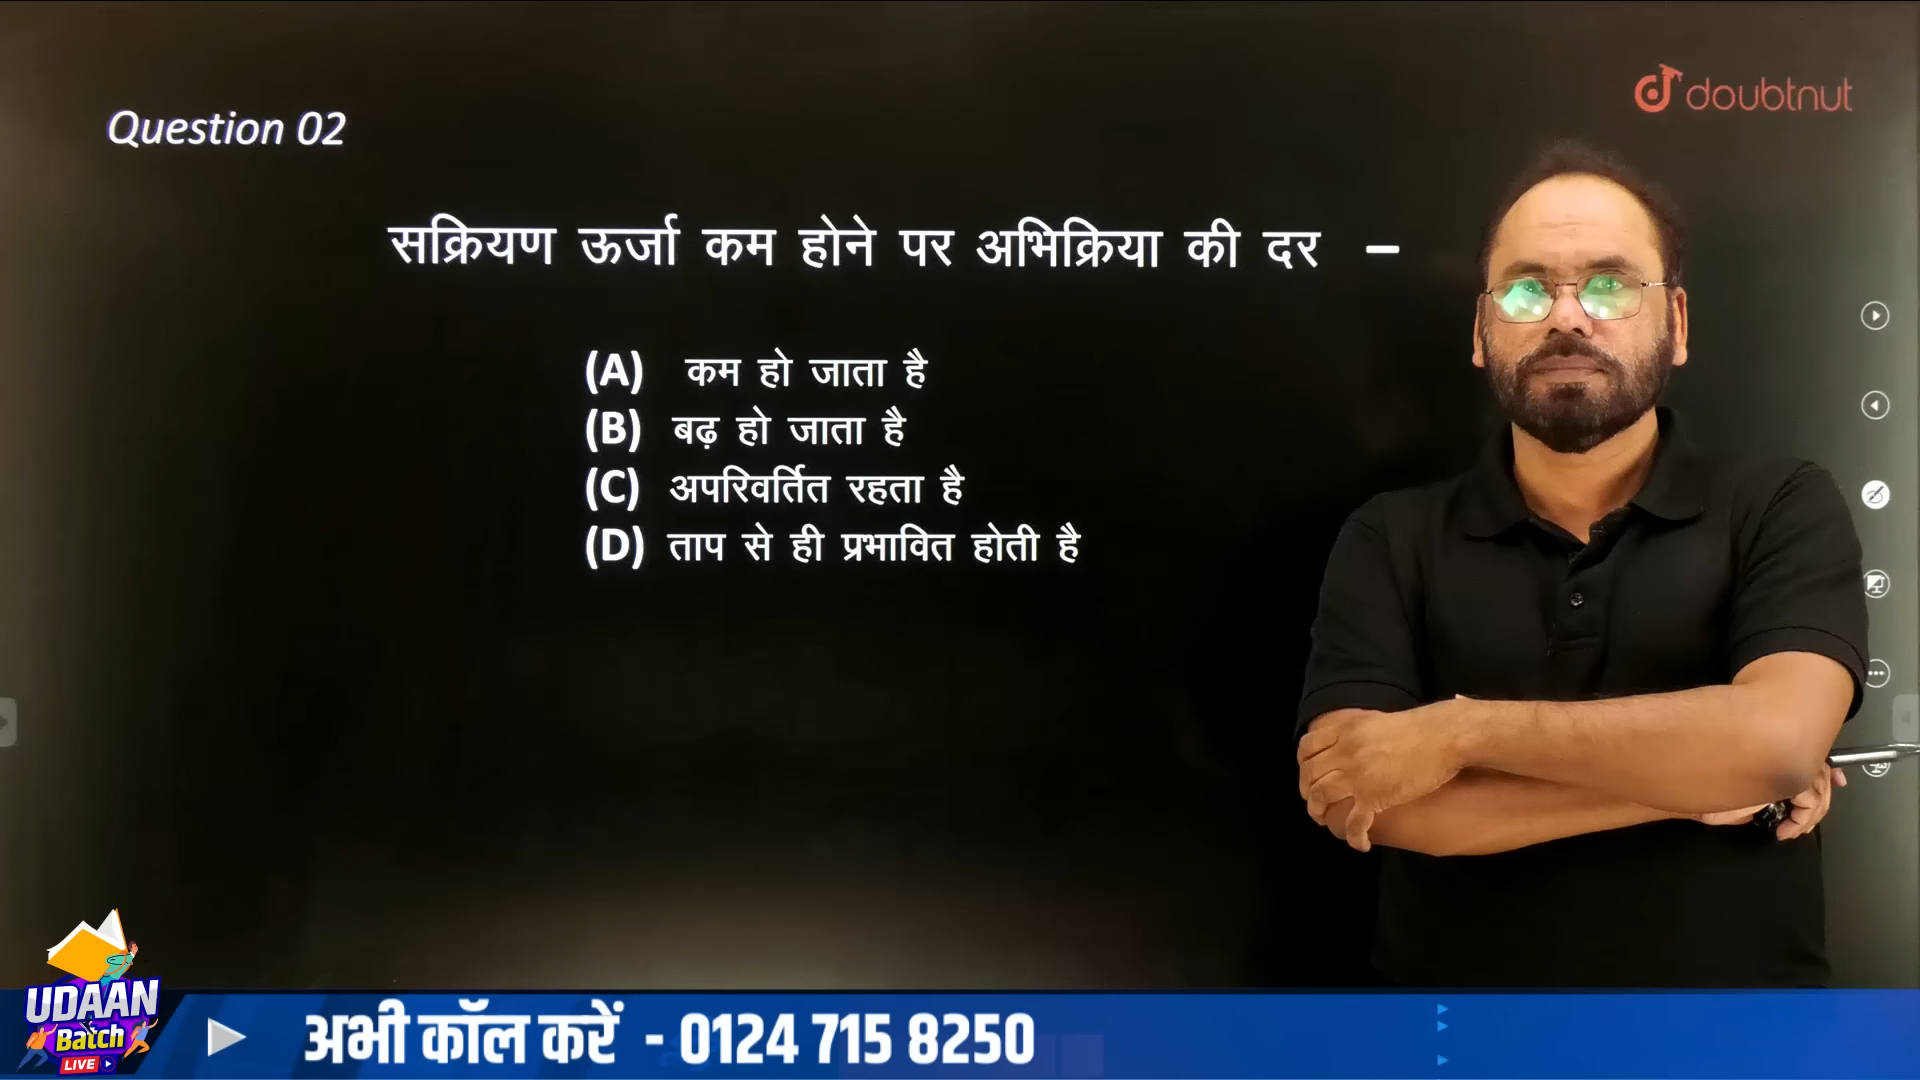 doubtnut
Question 02
सक्रियण ऊर्जा कम होने पर अभिक्रिया की दर –
(A) कम हो जाता है
(B) बढ़ हो जाता है
(C) अपरिवर्तित रहता है
(D) ताप से ही प्रभावित होती है
UDAAN
Batch
LIVE
अभी कॉल करें - 0124 715 8250